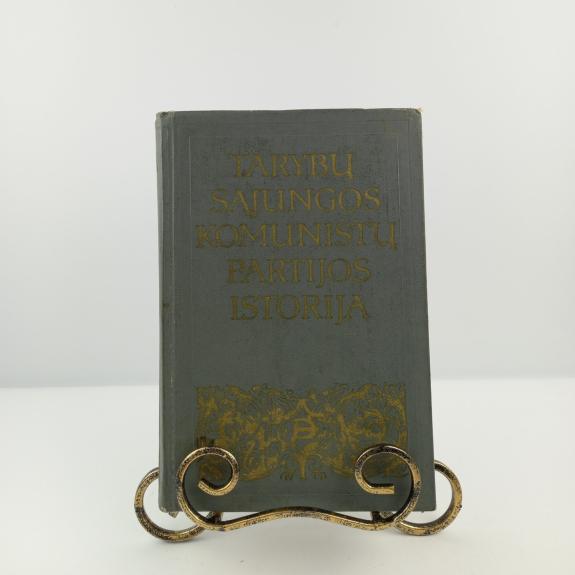 TARYBŲ
SĄJUNGOS
KOMUNISTŲ
PARTIJOS
ISTORIJA